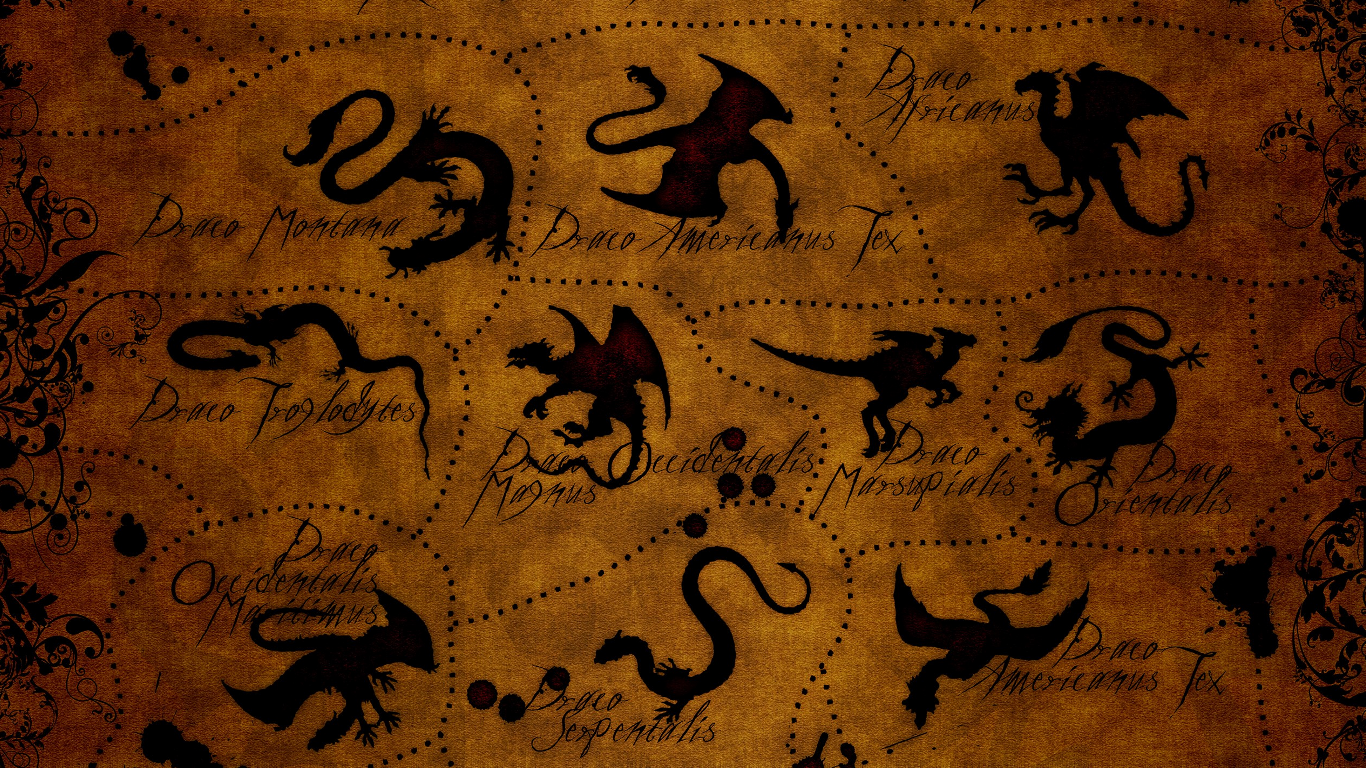 Draco
Africanus
Draco Montana
Draco Americanus Tex
Draco Troglodytes
Draco Occidentalis
Magnus
Draco
Marsupialis
Draco
Orientalis
Draco
Occidentalis
Maritimus
Draco
Serpentalis
Draco
Americanus Tex